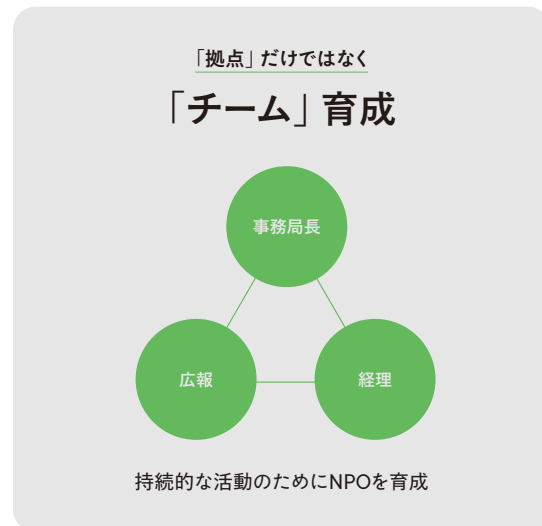 「拠点」だけではなく
「チーム」育成
事務局長
広報
経理
持続的な活動のためにNPOを育成